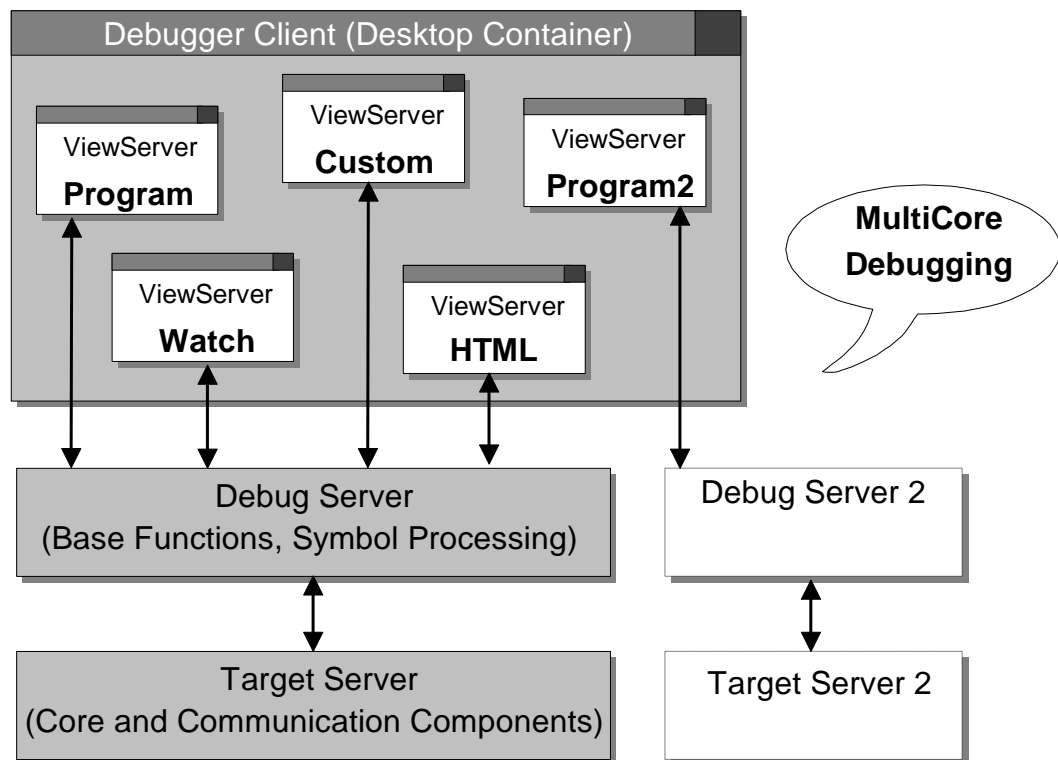 Debugger Client (Desktop Container)
ViewServer
Program
ViewServer
Custom
ViewServer
Program2
MultiCore
Debugging
ViewServer
Watch
ViewServer
HTML
Debug Server
(Base Functions, Symbol Processing)
Debug Server 2
Target Server
(Core and Communication Components)
Target Server 2